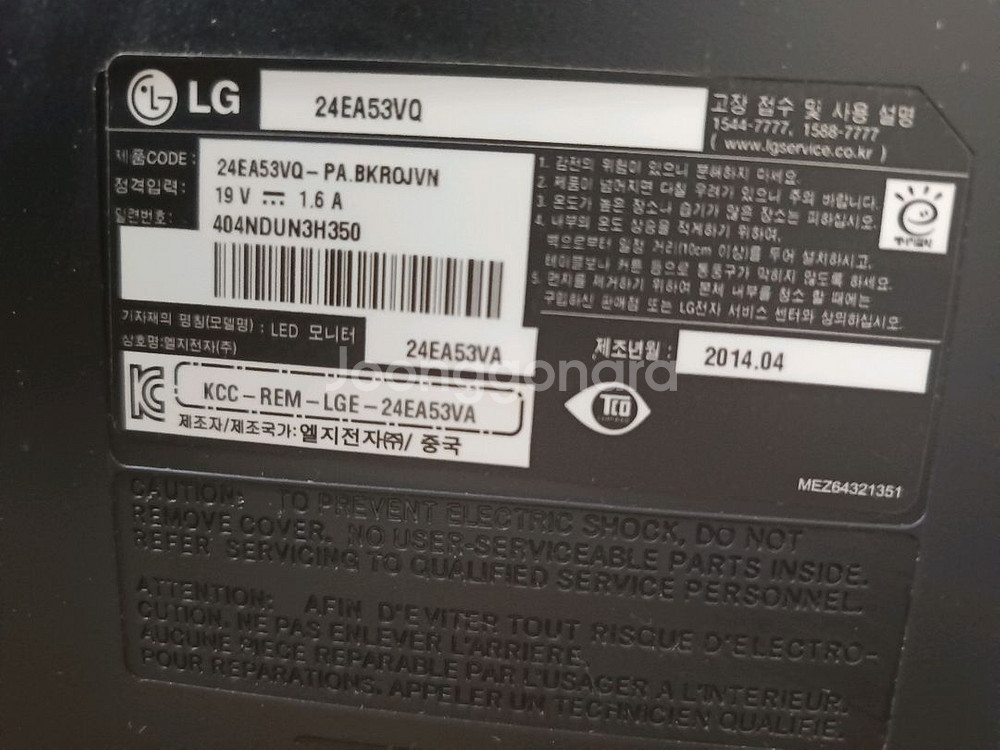 LG
24EA53VQ
고장 접수 및 사용 설명
1544-7777, 1588-7777
( www.lgservice.co.kr )
제품CODE : 24EA53VQ-PA.BKROJVN
정격입력 : 19 V ⎓ 1.6 A
일련번호 : 404NDUN3H350
1. 감전의 위험이 있으니 분해하지 마세요.
2. 제품이 넘어지면 다칠 우려가 있으니 주의 바랍니다.
3. 온도가 높은 장소나 습기가 많은 장소는 피하십시오.
4. 내부의 온도 상승을 적게하기 위하여,
벽으로부터 일정 거리(10cm 이상)를 두어 설치하시고,
테이블보나 커튼 등으로 통풍구가 막히지 않도록 하세요.
5. 먼지를 제거하기 위하여 본체 내부를 청소 할 때에는
구입하신 판매점 또는 LG전자 서비스 센터와 상의하십시오.
기자재의 명칭(모델명) : LED 모니터
24EA53VA
상호명:엘지전자(주)
KCC-REM-LGE-24EA53VA
제조자/제조국가: 엘지전자㈜/ 중국
제조년월 : 2014.04
TCO
MEZ64321351
Joonggonara
CAUTION: TO PREVENT ELECTRIC SHOCK, DO NOT
REMOVE COVER. NO USER-SERVICEABLE PARTS INSIDE.
REFER SERVICING TO QUALIFIED SERVICE PERSONNEL.
ATTENTION: AFIN D'EVITER TOUT RISQUE D'ELECTRO-
CUTION, NE PAS ENLEVER L'ARRIERE.
AUCUNE PIECE REPARABLE PAR L'USAGER A L'INTERIEUR.
POUR REPARATIONS, APPELER UN TECHNICIEN QUALIFIE.